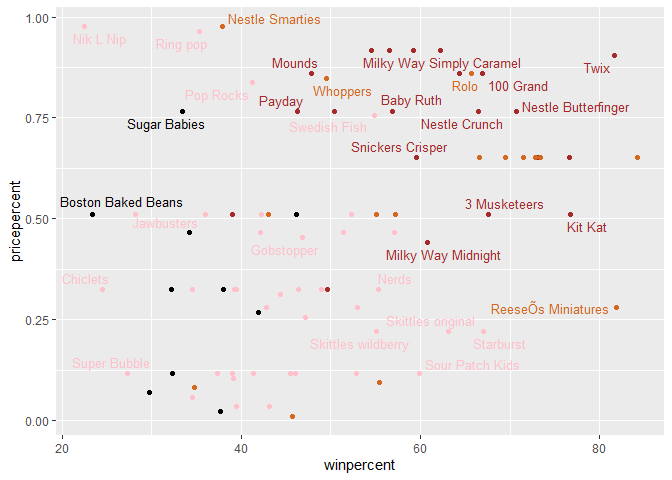 1.00
Nestle Smarties
Nik L Nip
Ring pop
Mounds
Milky Way Simply Caramel
Twix
Whoppers
Rolo
100 Grand
Pop Rocks
Payday
Baby Ruth
Nestle Butterfinger
0.75
Sugar Babies
Swedish Fish
Nestle Crunch
Snickers Crisper
Boston Baked Beans
3 Musketeers
0.50
Jawbusters
Kit Kat
Gobstopper
Milky Way Midnight
Chiclets
Nerds
ReeseÕs Miniatures
0.25
Skittles original
Skittles wildberry
Starburst
Super Bubble
Sour Patch Kids
0.00
20
40
60
80
winpercent
pricepercent